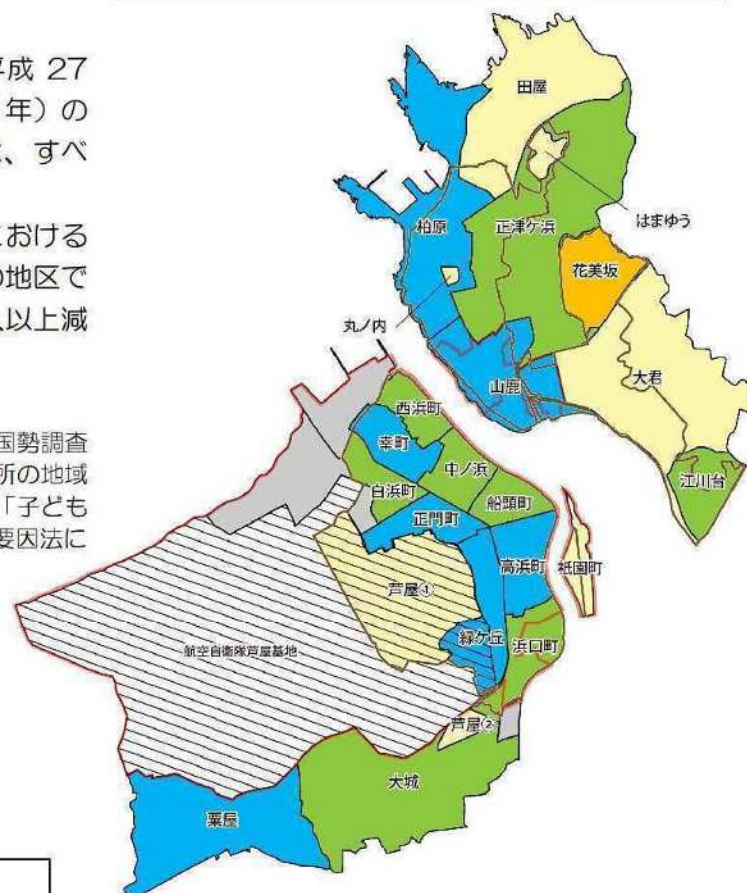 平成 27
年）の
、すべ
における
の地区で
人以上減
国勢調査
所の地域
「子ども
要因法に
田屋
はまゆう
柏原
正津ケ浜
花美坂
丸ノ内
山鹿
大君
西浜町
幸町
中ノ浜
江川台
白浜町
船頭町
正門町
高浜町
祇園町
芦屋①
緑ケ丘
浜口町
航空自衛隊芦屋基地
芦屋②
大城
粟屋